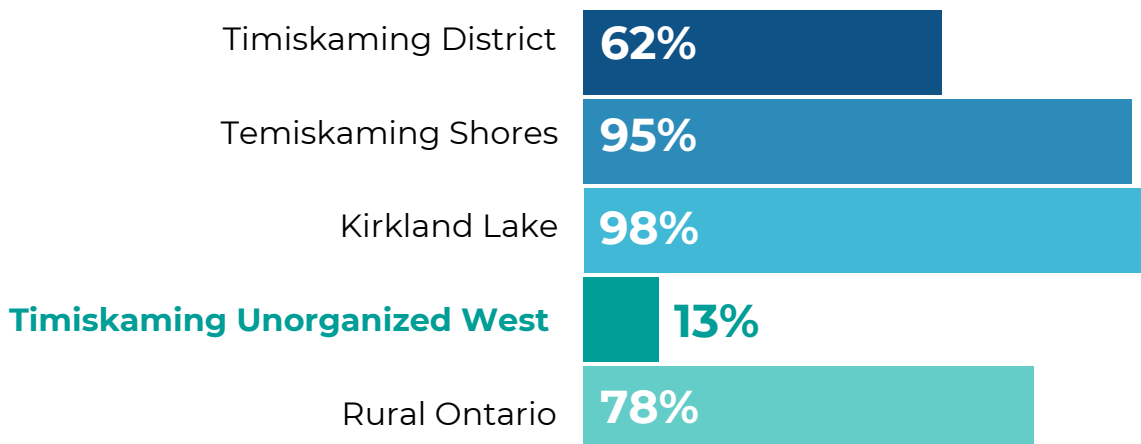 Timiskaming District 62%
Temiskaming Shores 95%
Kirkland Lake 98%
Timiskaming Unorganized West 13%
Rural Ontario 78%